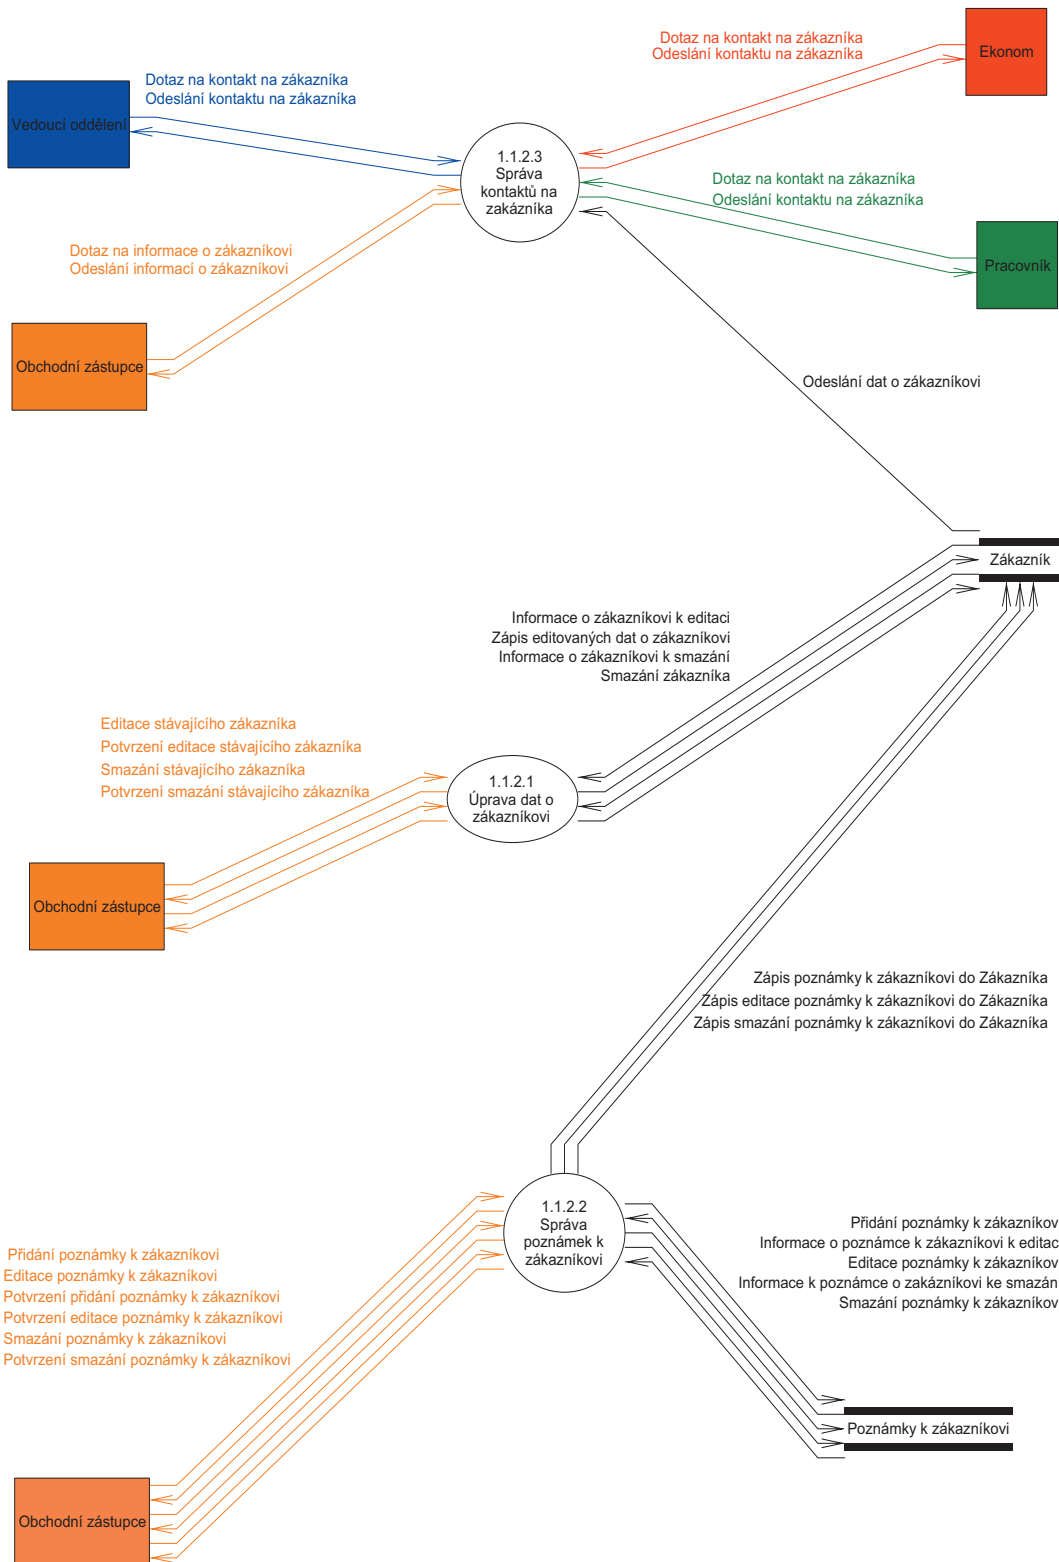 Dotaz na kontakt na zákazníka
Odeslání kontaktu na zákazníka
Ekonom
Dotaz na kontakt na zákazníka
Odeslání kontaktu na zákazníka
Vedoucí oddělení
1.1.2.3
Správa
kontaktů na
zakázníka
Dotaz na kontakt na zákazníka
Odeslání kontaktu na zákazníka
Pracovník
Dotaz na informace o zákazníkovi
Odeslání informací o zákazníkovi
Obchodní zástupce
Odeslání dat o zákazníkovi
Zákazník
Informace o zákazníkovi k editaci
Zápis editovaných dat o zákazníkovi
Informace o zákazníkovi k smazání
Smazání zákazníka
Editace stávajícího zákazníka
Potvrzení editace stávajícího zákazníka
Smazání stávajícího zákazníka
Potvrzení smazání stávajícího zákazníka
1.1.2.1
Úprava dat o
zákazníkovi
Obchodní zástupce
Zápis poznámky k zákazníkovi do Zákazníka
Zápis editace poznámky k zákazníkovi do Zákazníka
Zápis smazání poznámky k zákazníkovi do Zákazníka
1.1.2.2
Správa
poznámek k
zákazníkovi
Přidání poznámky k zákazníkov
Informace o poznámce k zákazníkovi k editac
Editace poznámky k zákazníkov
Informace k poznámce o zakázníkovi ke smazán
Smazání poznámky k zákazníkov
Přidání poznámky k zákazníkovi
Editace poznámky k zákazníkovi
Potvrzení přidání poznámky k zákazníkovi
Potvrzení editace poznámky k zákazníkovi
Smazání poznámky k zákazníkovi
Potvrzení smazání poznámky k zákazníkovi
Poznámky k zákazníkovi
Obchodní zástupce